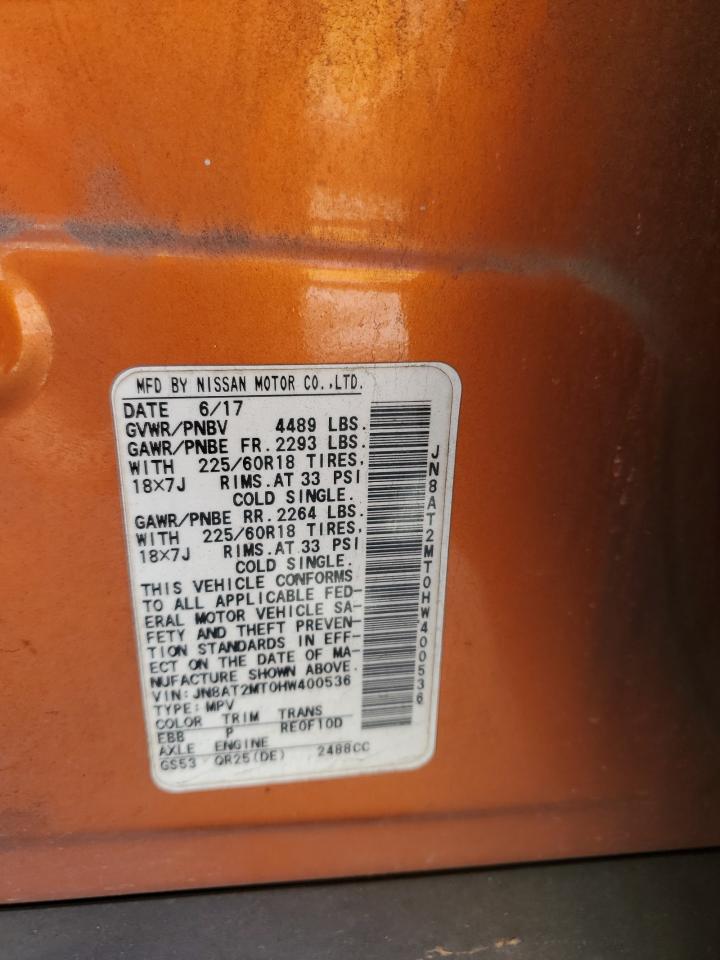 MFD BY NISSAN MOTOR CO.,LTD.
DATE 6/17
GVWR/PNBV 4489 LBS.
GAWR/PNBE FR. 2293 LBS.
WITH 225/60R18 TIRES,
18×7J RIMS.AT 33 PSI
COLD SINGLE.
GAWR/PNBE RR. 2264 LBS.
WITH 225/60R18 TIRES,
18×7J RIMS.AT 33 PSI
COLD SINGLE.
THIS VEHICLE CONFORMS
TO ALL APPLICABLE FED-
ERAL MOTOR VEHICLE SA-
FETY AND THEFT PREVEN-
TION STANDARDS IN EFF-
ECT ON THE DATE OF MA-
NUFACTURE SHOWN ABOVE.
VIN: JN8AT2MT0HW400536
TYPE: MPV
COLOR TRIM TRANS
EBB P RE0F10D
AXLE ENGINE
GS53 QR25(DE) 2488CC
JN8AT2MT0HW400536